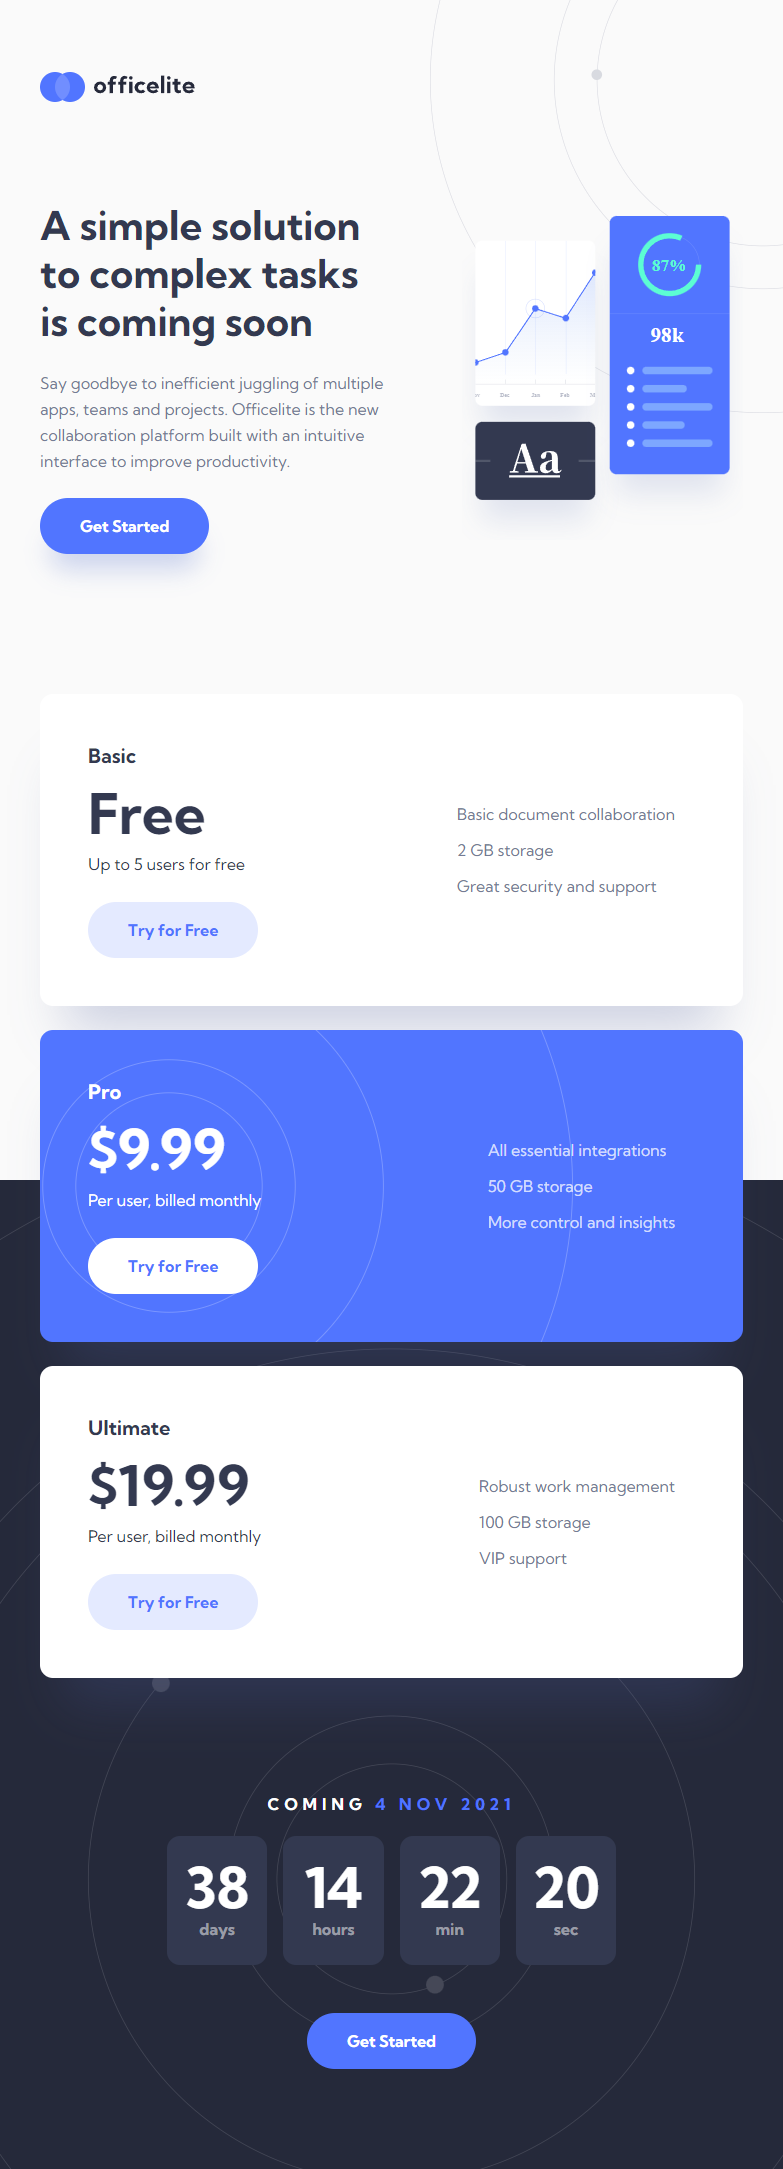 officelite
A simple solution
to complex tasks
is coming soon
Say goodbye to inefficient juggling of multiple
apps, teams and projects. Officelite is the new
collaboration platform built with an intuitive
interface to improve productivity.
Get Started
87%
98k
Dec
Feb
Aa
Basic
Free
Up to 5 users for free
Try for Free
Basic document collaboration
2 GB storage
Great security and support
Pro
$9.99
Per user, billed monthly
Try for Free
All essential integrations
50 GB storage
More control and insights
Ultimate
$19.99
Per user, billed monthly
Try for Free
Robust work management
100 GB storage
VIP support
COMING 4 NOV 2021
38 14 22 20
days hours min sec
Get Started